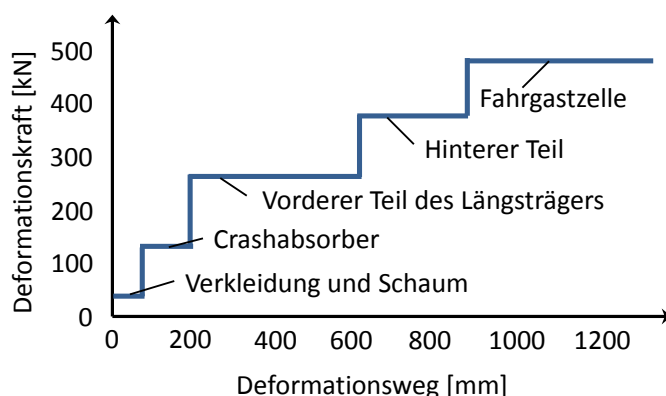 Deformationskraft [kN]
500
400
300
200
100
0
Fahrgastzelle
Hinterer Teil
Vorderer Teil des Längsträgers
Crashabsorber
Verkleidung und Schaum
0 200 400 600 800 1000 1200
Deformationsweg [mm]